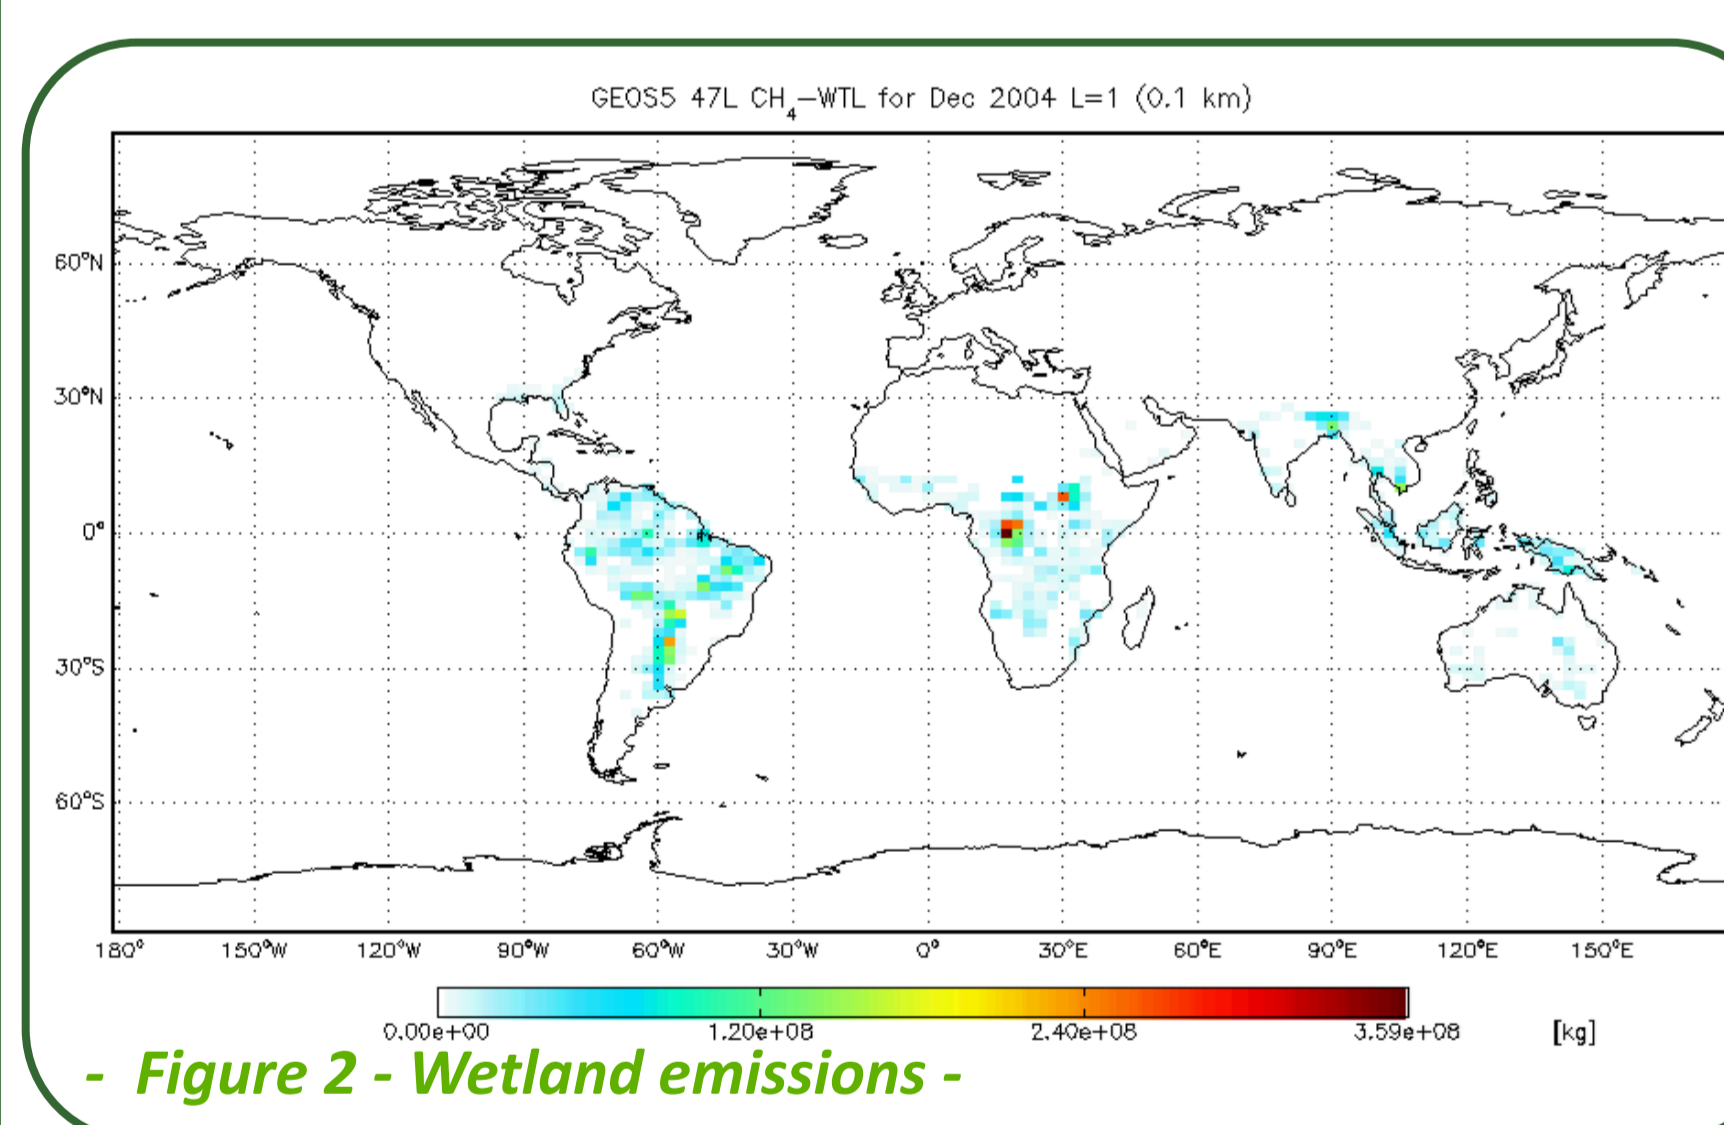 GEOS5 47L CH₄–WTL for Dec 2004 L=1 (0.1 km)
60°N
30°N
0°
30°S
60°S
180° 150°W 120°W 90°W 60°W 30°W 0° 30°E 60°E 90°E 120°E 150°E
0.00e+00 1.20e+08 2.40e+08 3.59e+08 [kg]
- Figure 2 - Wetland emissions -